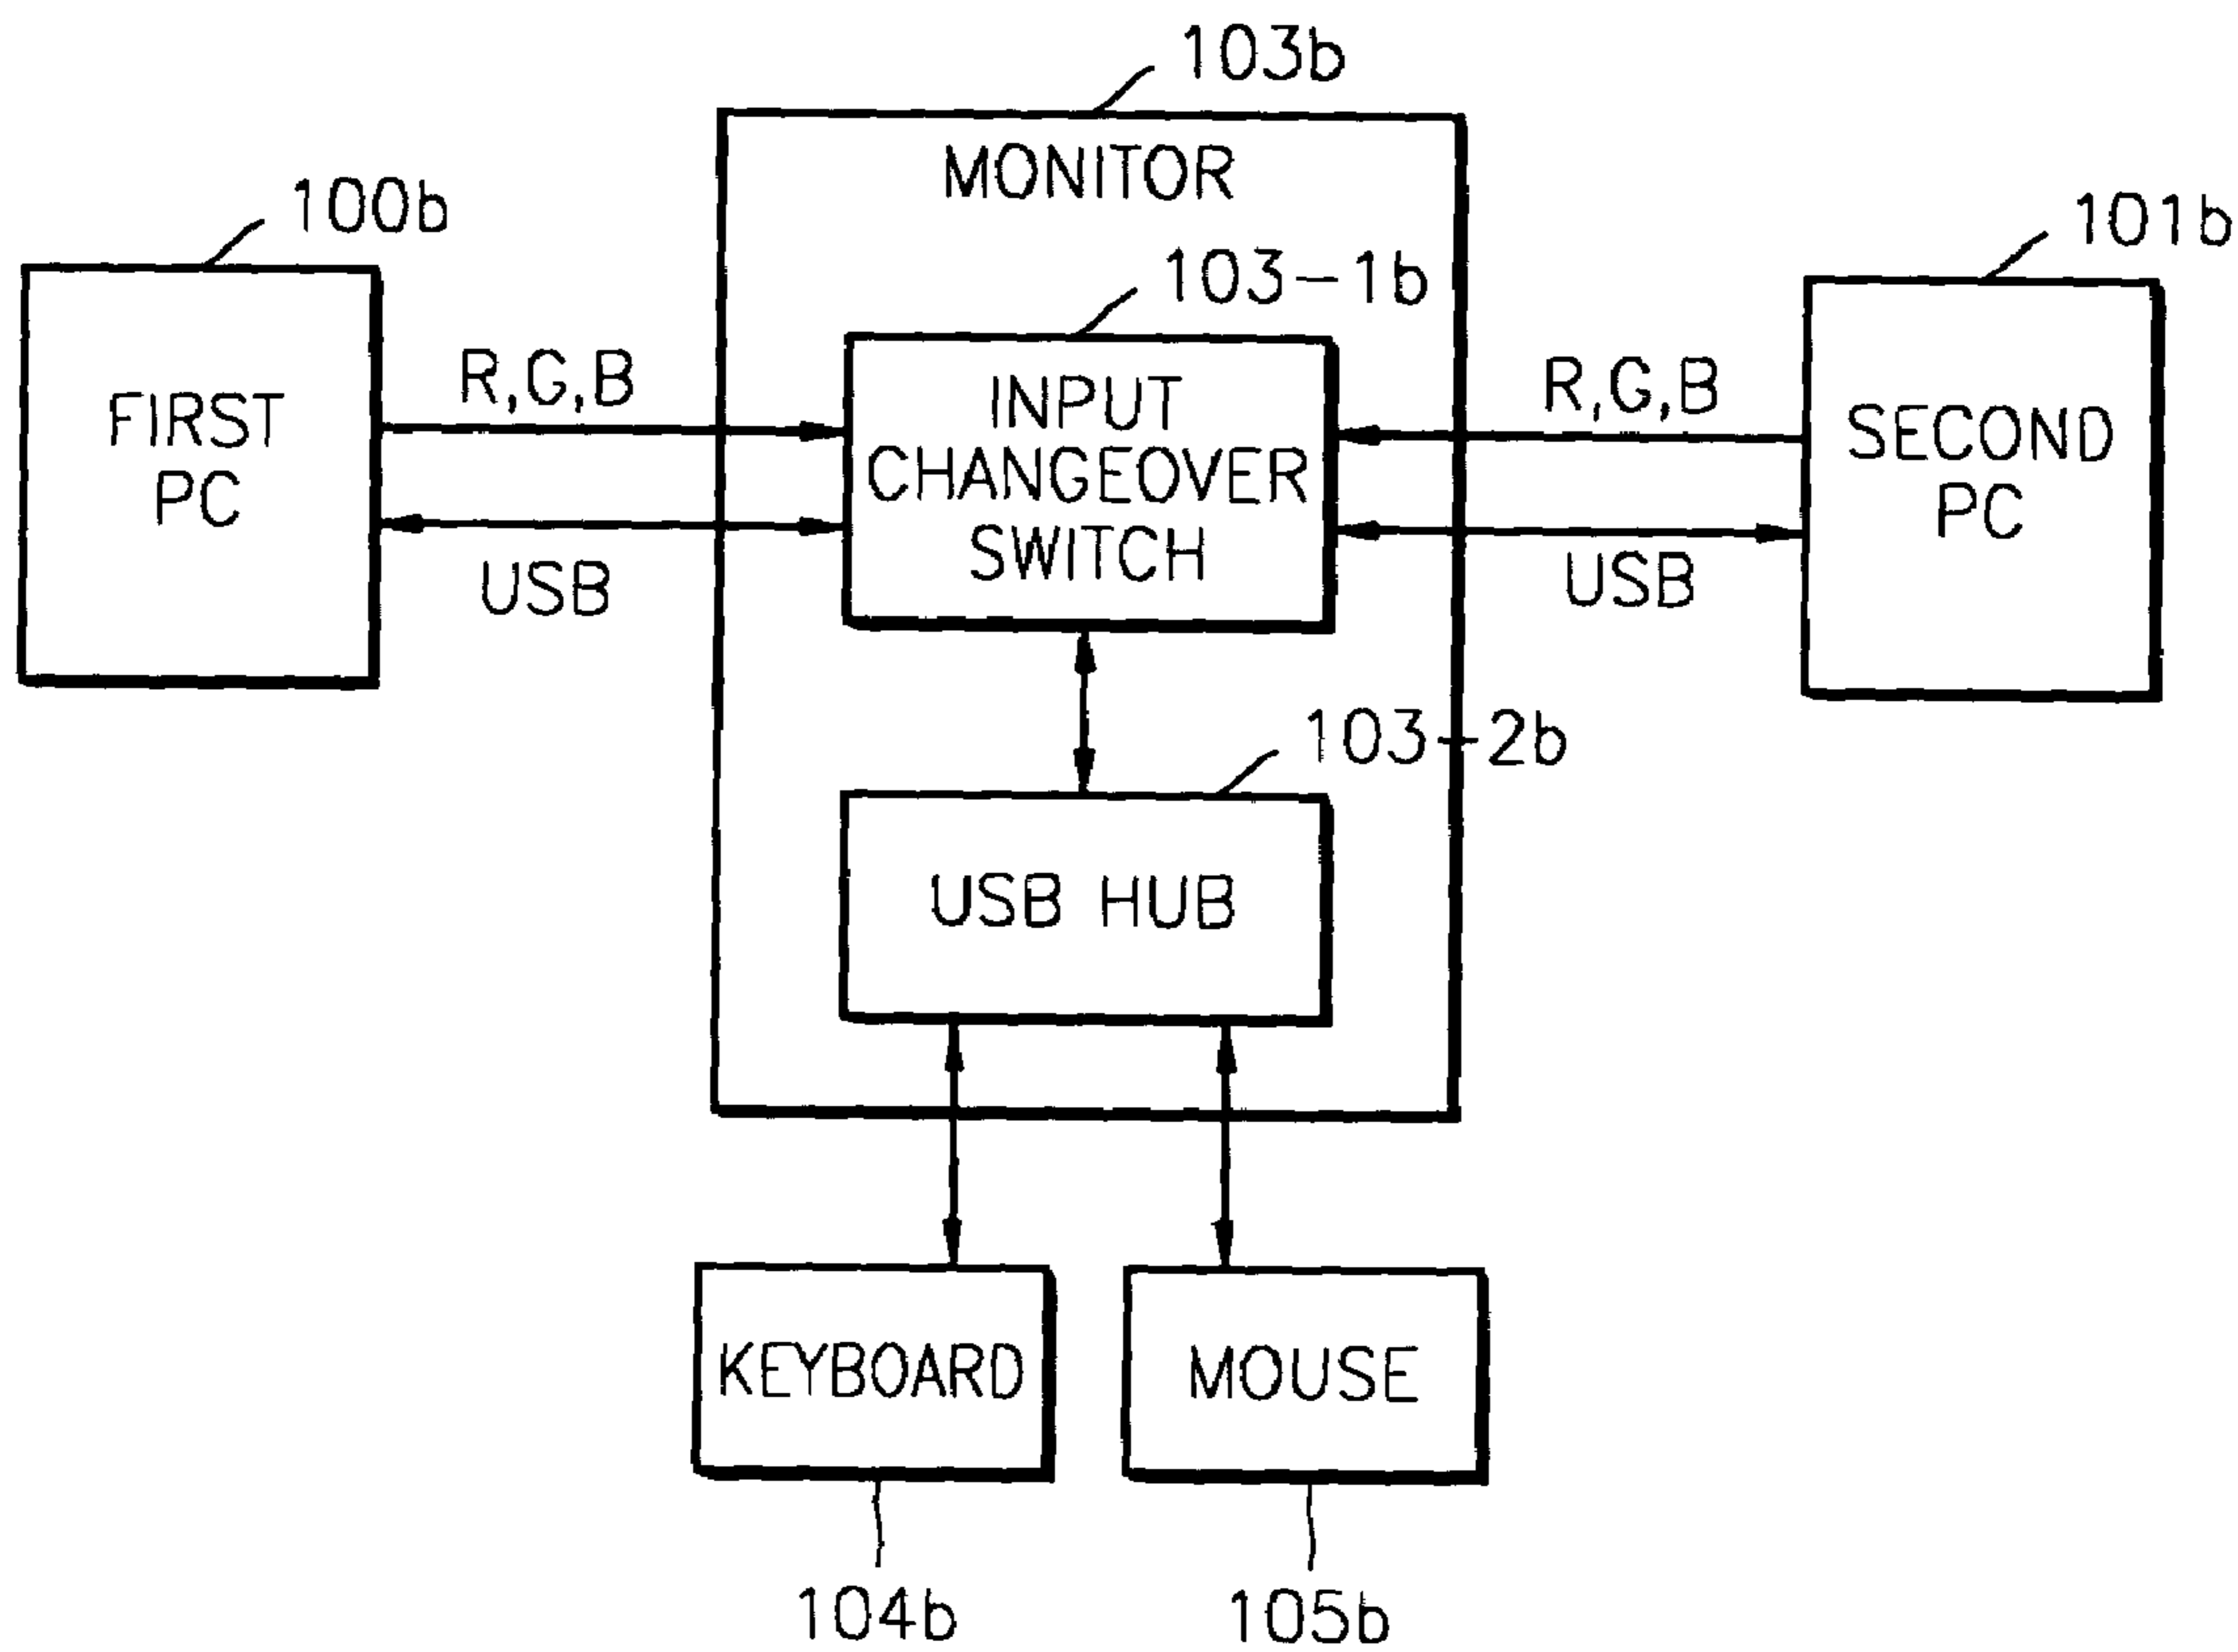 103b
MONITOR
100b
101b
103-1b
R,G,B
R,G,B
FIRST
PC
INPUT
CHANGEOVER
SWITCH
SECOND
PC
USB
USB
103-2b
USB HUB
KEYBOARD
MOUSE
104b
105b